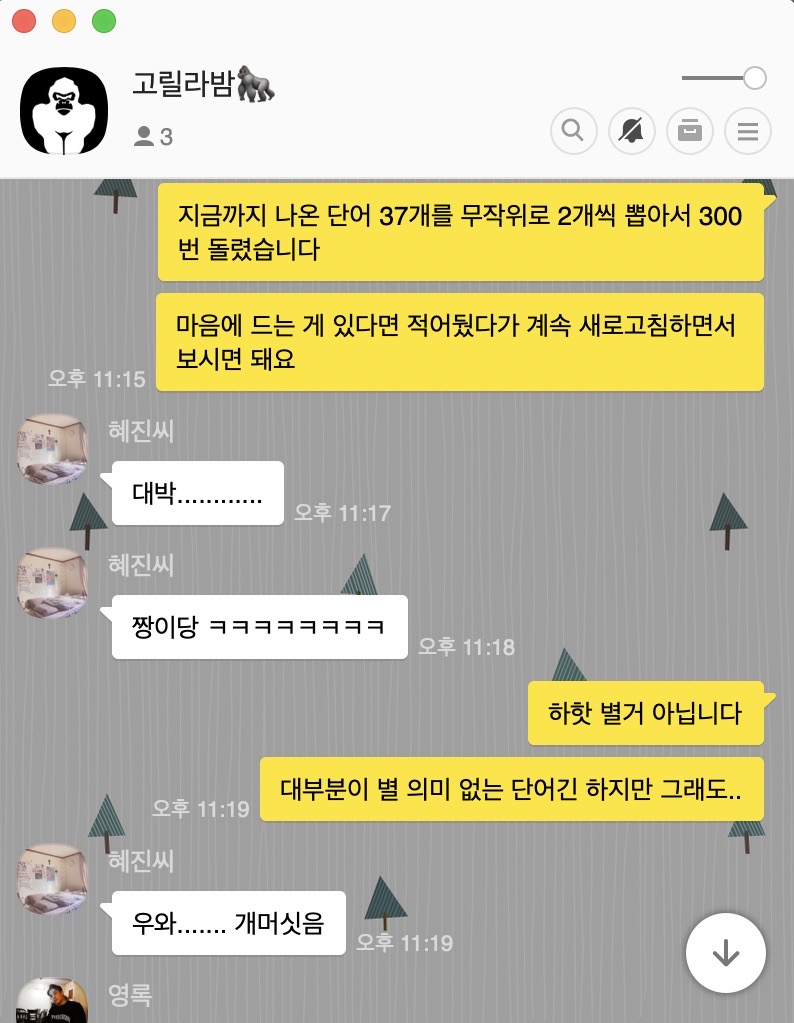 고릴라밤🦍
3
지금까지 나온 단어 37개를 무작위로 2개씩 뽑아서 300
번 돌렸습니다
마음에 드는 게 있다면 적어뒀다가 계속 새로고침하면서
보시면 돼요
오후 11:15
혜진씨
대박............
오후 11:17
혜진씨
짱이당 ㅋㅋㅋㅋㅋㅋㅋㅋ
오후 11:18
하핫 별거 아닙니다
대부분이 별 의미 없는 단어긴 하지만 그래도..
오후 11:19
혜진씨
우와....... 개머싯음
오후 11:19
영록